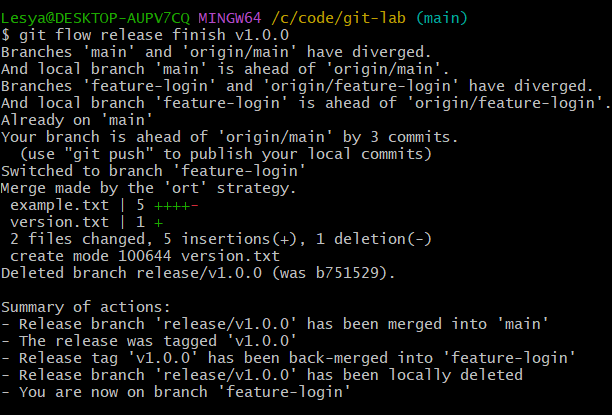 Lesya@DESKTOP-AUPV7CQ MINGW64 /c/code/git-lab (main)
$ git flow release finish v1.0.0
Branches 'main' and 'origin/main' have diverged.
And local branch 'main' is ahead of 'origin/main'.
Branches 'feature-login' and 'origin/feature-login' have diverged.
And local branch 'feature-login' is ahead of 'origin/feature-login'.
Already on 'main'
Your branch is ahead of 'origin/main' by 3 commits.
  (use "git push" to publish your local commits)
Switched to branch 'feature-login'
Merge made by the 'ort' strategy.
 example.txt | 5 ++++-
 version.txt | 1 +
 2 files changed, 5 insertions(+), 1 deletion(-)
 create mode 100644 version.txt
Deleted branch release/v1.0.0 (was b751529).

Summary of actions:
- Release branch 'release/v1.0.0' has been merged into 'main'
- The release was tagged 'v1.0.0'
- Release tag 'v1.0.0' has been back-merged into 'feature-login'
- Release branch 'release/v1.0.0' has been locally deleted
- You are now on branch 'feature-login'